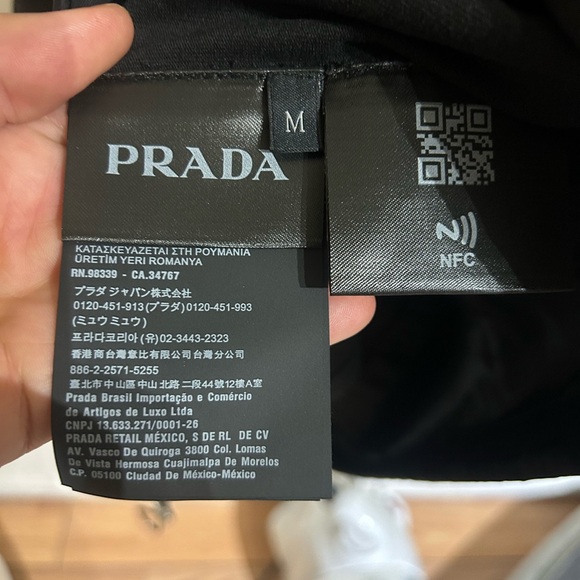 M
PRADA
NFC
ΚΑΤΑΣΚΕΥΑΖΕΤΑΙ ΣΤΗ ΡΟΥΜΑΝΙΑ
ÜRETİM YERI ROMANYA
RN.98339 - CA.34767
プラダ ジャパン株式会社
0120-451-913 (プラダ) 0120-451-993
(ミュウ ミュウ)
프라다코리아 (유) 02-3443-2323
香港商台灣意比有限公司台灣分公司
886-2-2571-5255
臺北市中山區中山北路二段44號12樓A室
Prada Brasil Importação e Comércio
de Artigos de Luxo Ltda
CNPJ 13.633.271/0001-26
PRADA RETAIL MÉXICO, S DE RL DE CV
AV. Vasco De Quiroga 3800 Col. Lomas
De Vista Hermosa Cuajimalpa De Morelos
C.P. 05100 Ciudad De México-México